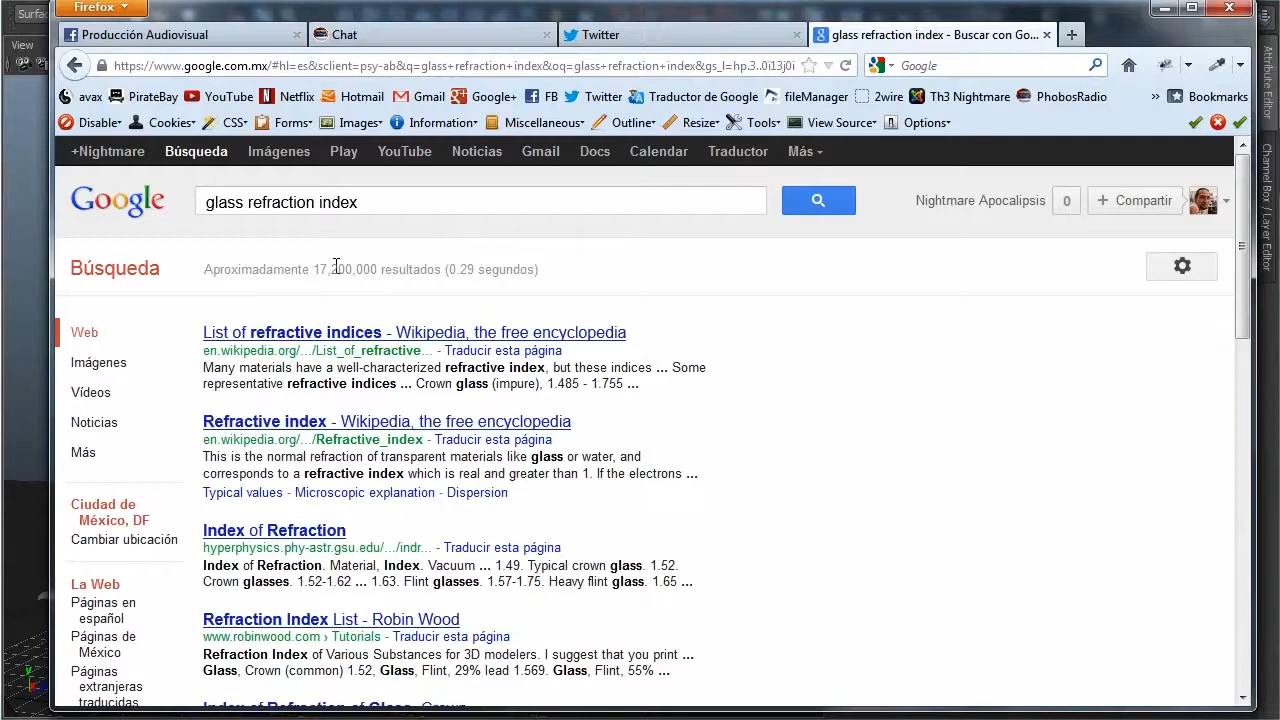 Firefox
Surfac
View
Producción Audiovisual
Chat
Twitter
glass refraction index - Buscar con Go...
https://www.google.com.mx/#hl=es&sclient=psy-ab&q=glass+refraction+index&oq=glass+refraction+index&gs_l=hp.3..0i13j0i
Google
avax PirateBay YouTube Netflix Hotmail Gmail Google+ FB Twitter Traductor de Google fileManager 2wire Th3 Nightmare PhobosRadio » Bookmarks
Disable Cookies CSS Forms Images Information Miscellaneous Outline Resize Tools View Source Options
+Nightmare Búsqueda Imágenes Play YouTube Noticias Gmail Docs Calendar Traductor Más
Google
glass refraction index
Nightmare Apocalipsis
0
+ Compartir
Búsqueda
Aproximadamente 17,200,000 resultados (0.29 segundos)
Web
Imágenes
Vídeos
Noticias
Más
Ciudad de
México, DF
Cambiar ubicación
La Web
Páginas en
español
Páginas de
México
Páginas
extranjeras
traducidas
List of refractive indices - Wikipedia, the free encyclopedia
en.wikipedia.org/.../List_of_refractive... - Traducir esta página
Many materials have a well-characterized refractive index, but these indices ... Some
representative refractive indices ... Crown glass (impure), 1.485 - 1.755 ...
Refractive index - Wikipedia, the free encyclopedia
en.wikipedia.org/.../Refractive_index - Traducir esta página
This is the normal refraction of transparent materials like glass or water, and
corresponds to a refractive index which is real and greater than 1. If the electrons ...
Typical values - Microscopic explanation - Dispersion
Index of Refraction
hyperphysics.phy-astr.gsu.edu/.../indr... - Traducir esta página
Index of Refraction. Material, Index. Vacuum ... 1.49. Typical crown glass. 1.52.
Crown glasses. 1.52-1.62 ... 1.63. Flint glasses. 1.57-1.75. Heavy flint glass. 1.65 ...
Refraction Index List - Robin Wood
www.robinwood.com › Tutorials - Traducir esta página
Refraction Index of Various Substances for 3D modelers. I suggest that you print ...
Glass, Crown (common) 1.52, Glass, Flint, 29% lead 1.569. Glass, Flint, 55% ...
Index of Refraction of Glass, Crown
Attribute Editor
Channel Box / Layer Editor